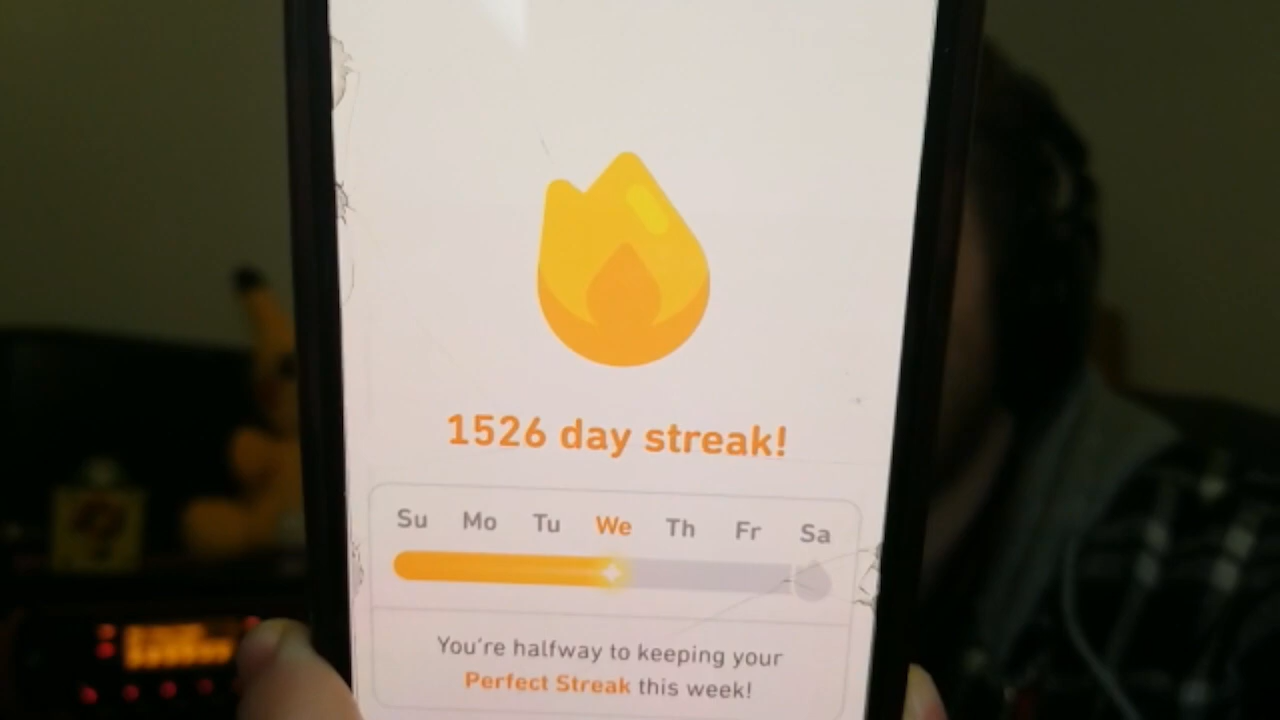 1526 day streak!
Su Mo Tu We Th Fr Sa
You're halfway to keeping your
Perfect Streak this week!